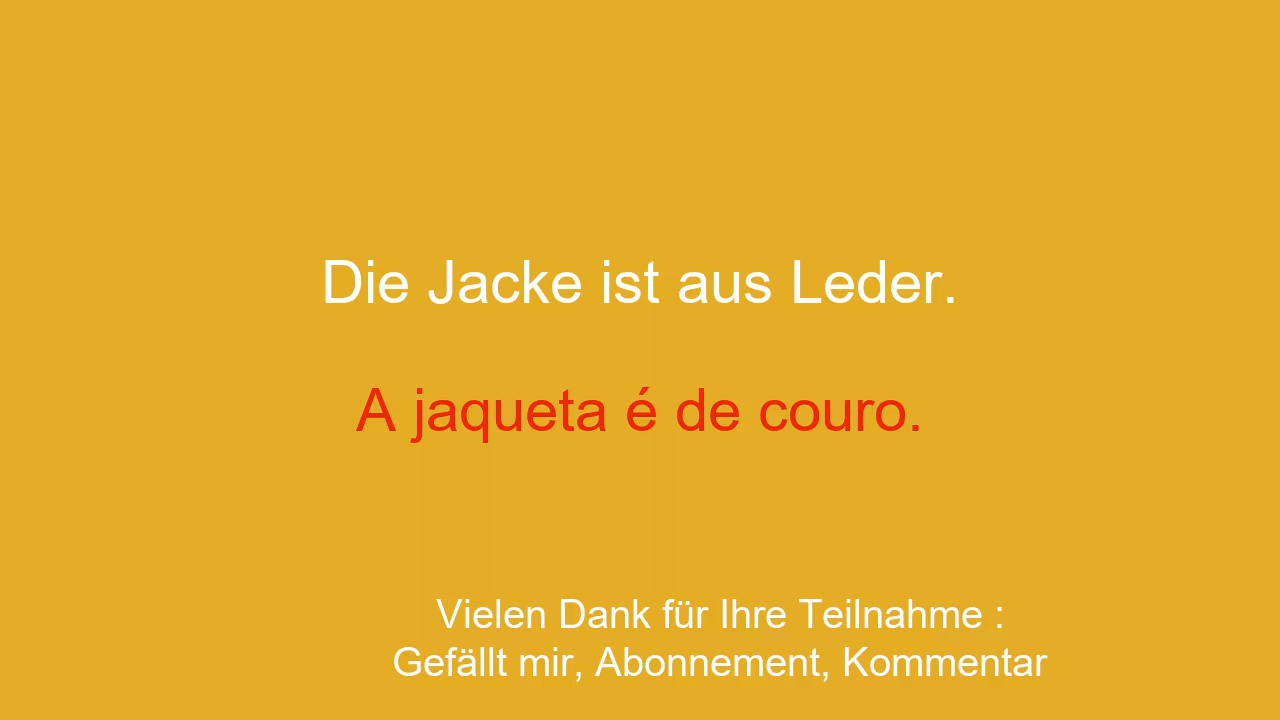 Die Jacke ist aus Leder.
A jaqueta é de couro.
Vielen Dank für Ihre Teilnahme :
Gefällt mir, Abonnement, Kommentar